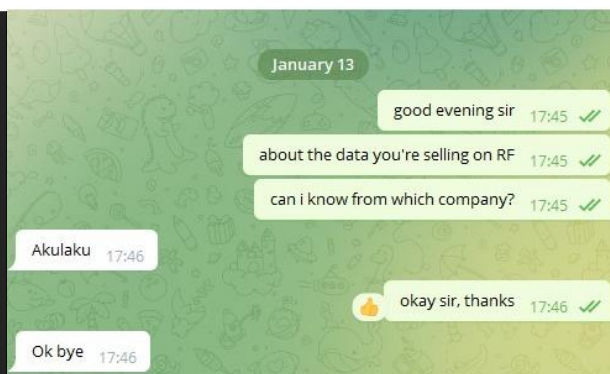 January 13
good evening sir 17:45
about the data you're selling on RF 17:45
can i know from which company? 17:45
Akulaku 17:46
okay sir, thanks 17:46
Ok bye 17:46